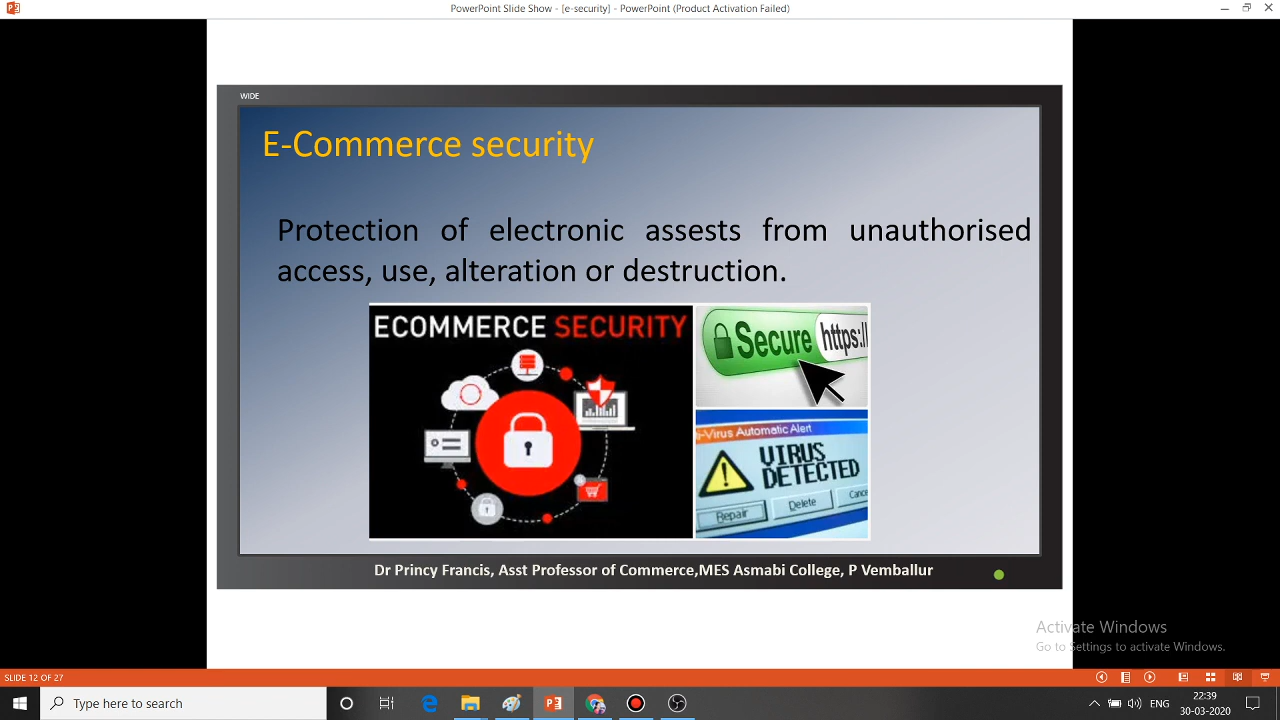 PowerPoint Slide Show - [e-security] - PowerPoint (Product Activation Failed)
WIDE
E-Commerce security
Protection of electronic assests from unauthorised
access, use, alteration or destruction.
ECOMMERCE SECURITY
Secure https:/
-Virus Automatic Alert
VIRUS
DETECTED
Repair Delete Cance
Dr Princy Francis, Asst Professor of Commerce,MES Asmabi College, P Vemballur
Activate Windows
Go to Settings to activate Windows.
SLIDE 12 OF 27
Type here to search
ENG
22:39
30-03-2020